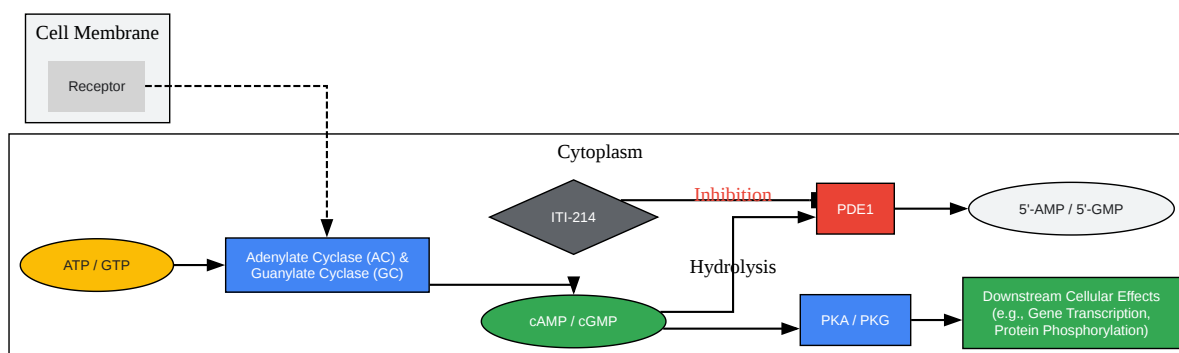 Cell Membrane
Receptor
Cytoplasm
ITI-214
Inhibition
PDE1
5'-AMP / 5'-GMP
ATP / GTP
Adenylate Cyclase (AC) &
Guanylate Cyclase (GC)
Hydrolysis
cAMP / cGMP
PKA / PKG
Downstream Cellular Effects
(e.g., Gene Transcription,
Protein Phosphorylation)